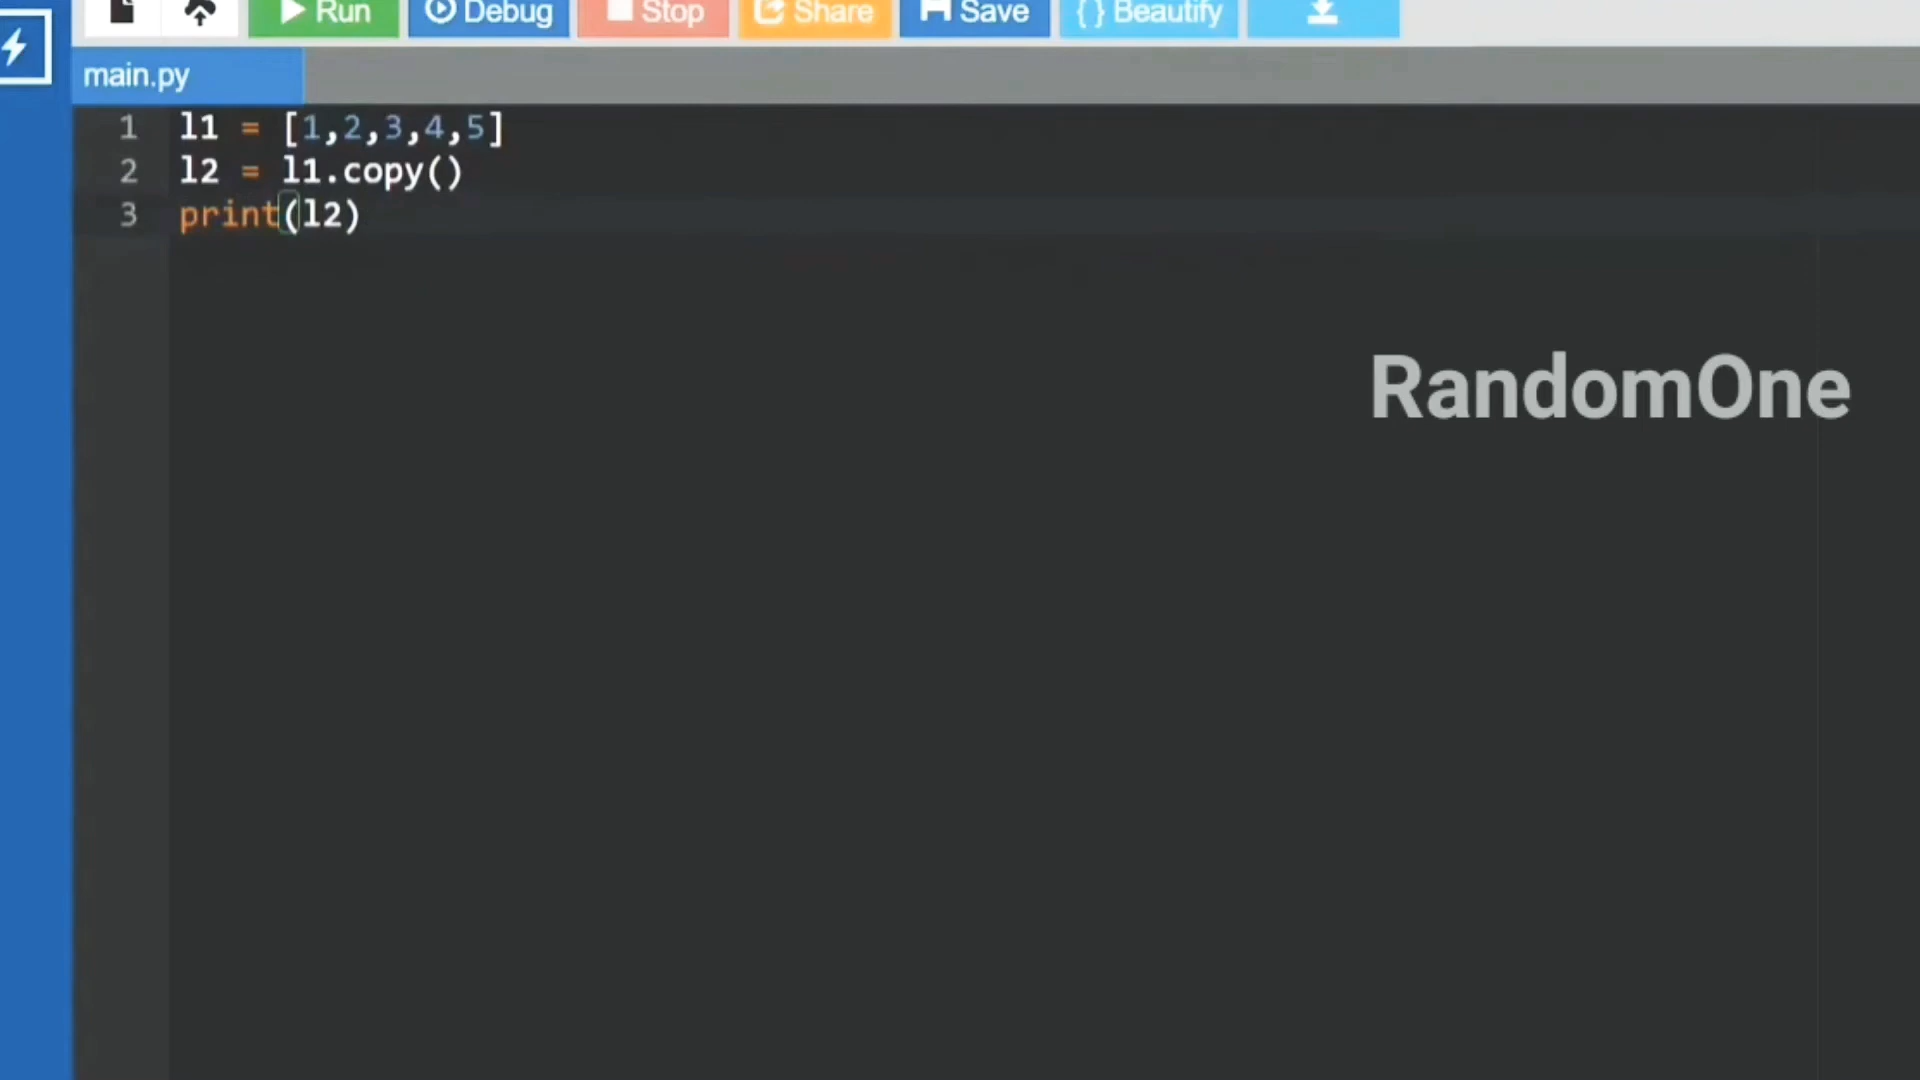 Run Debug Stop Share Save {} Beautify
main.py
1 l1 = [1,2,3,4,5]
2 l2 = l1.copy()
3 print(l2)
RandomOne